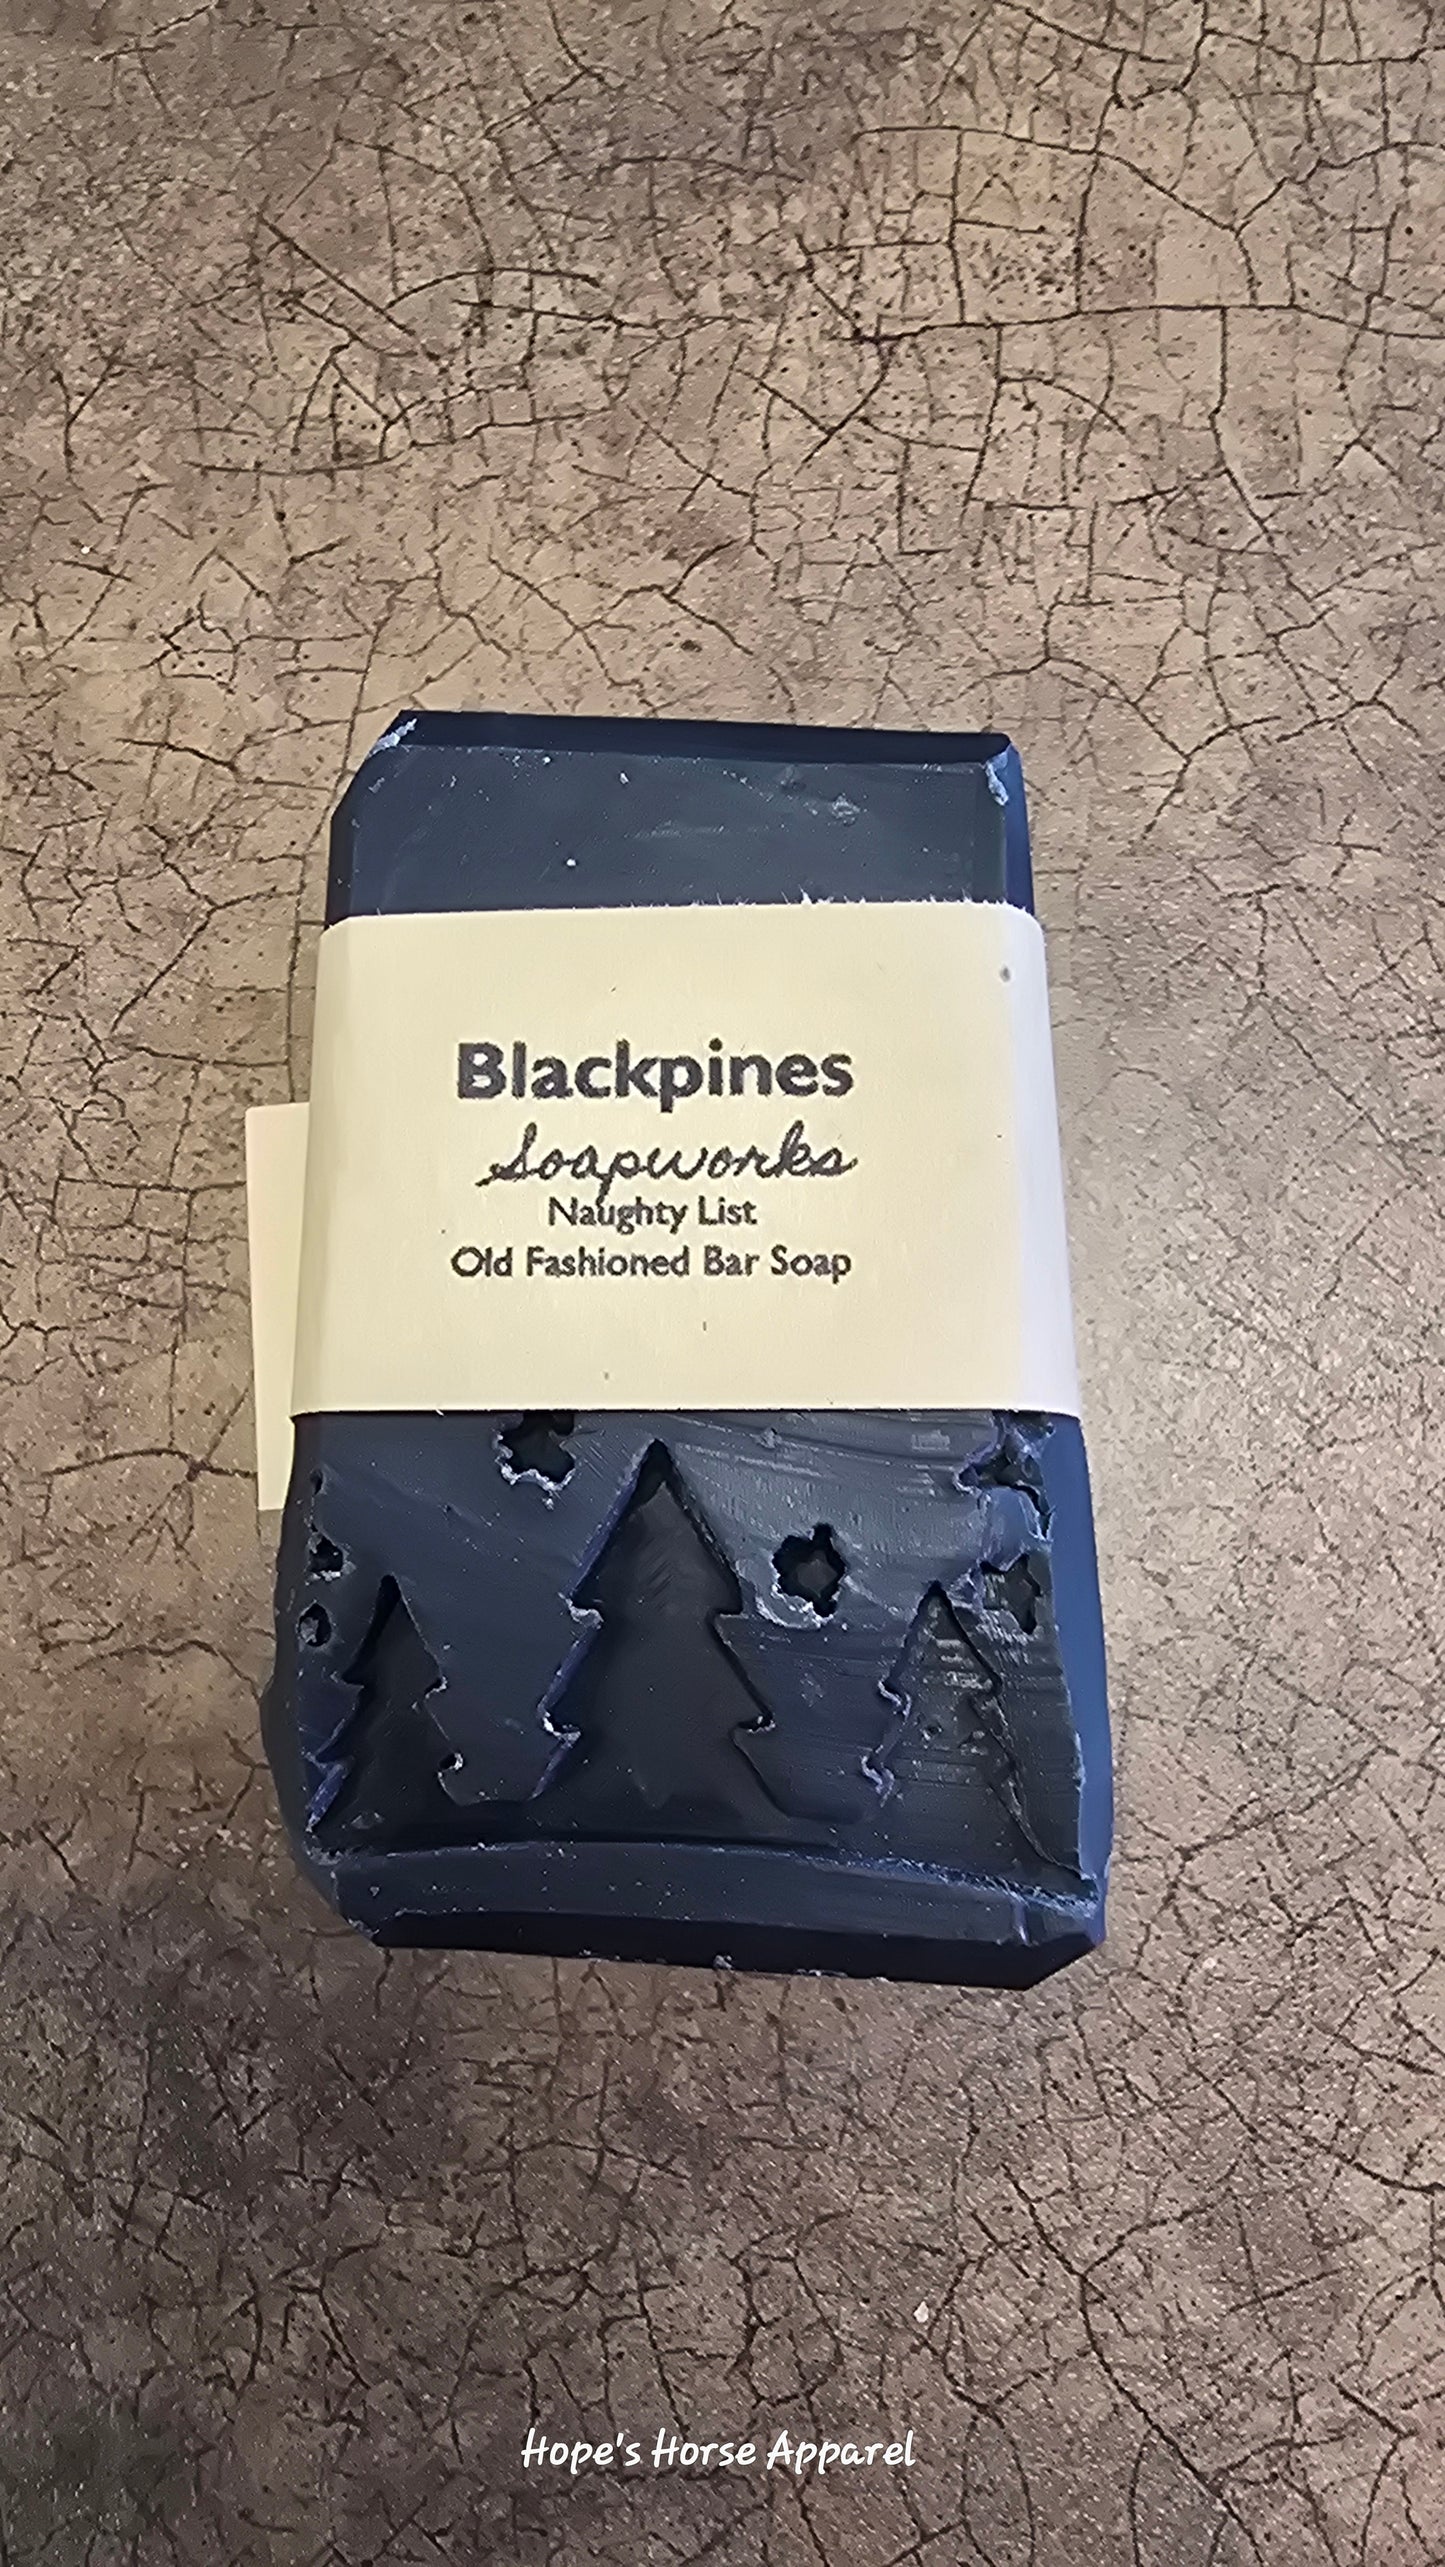 Blackpines
Soapworks
Naughty List
Old Fashioned Bar Soap
Hope's Horse Apparel